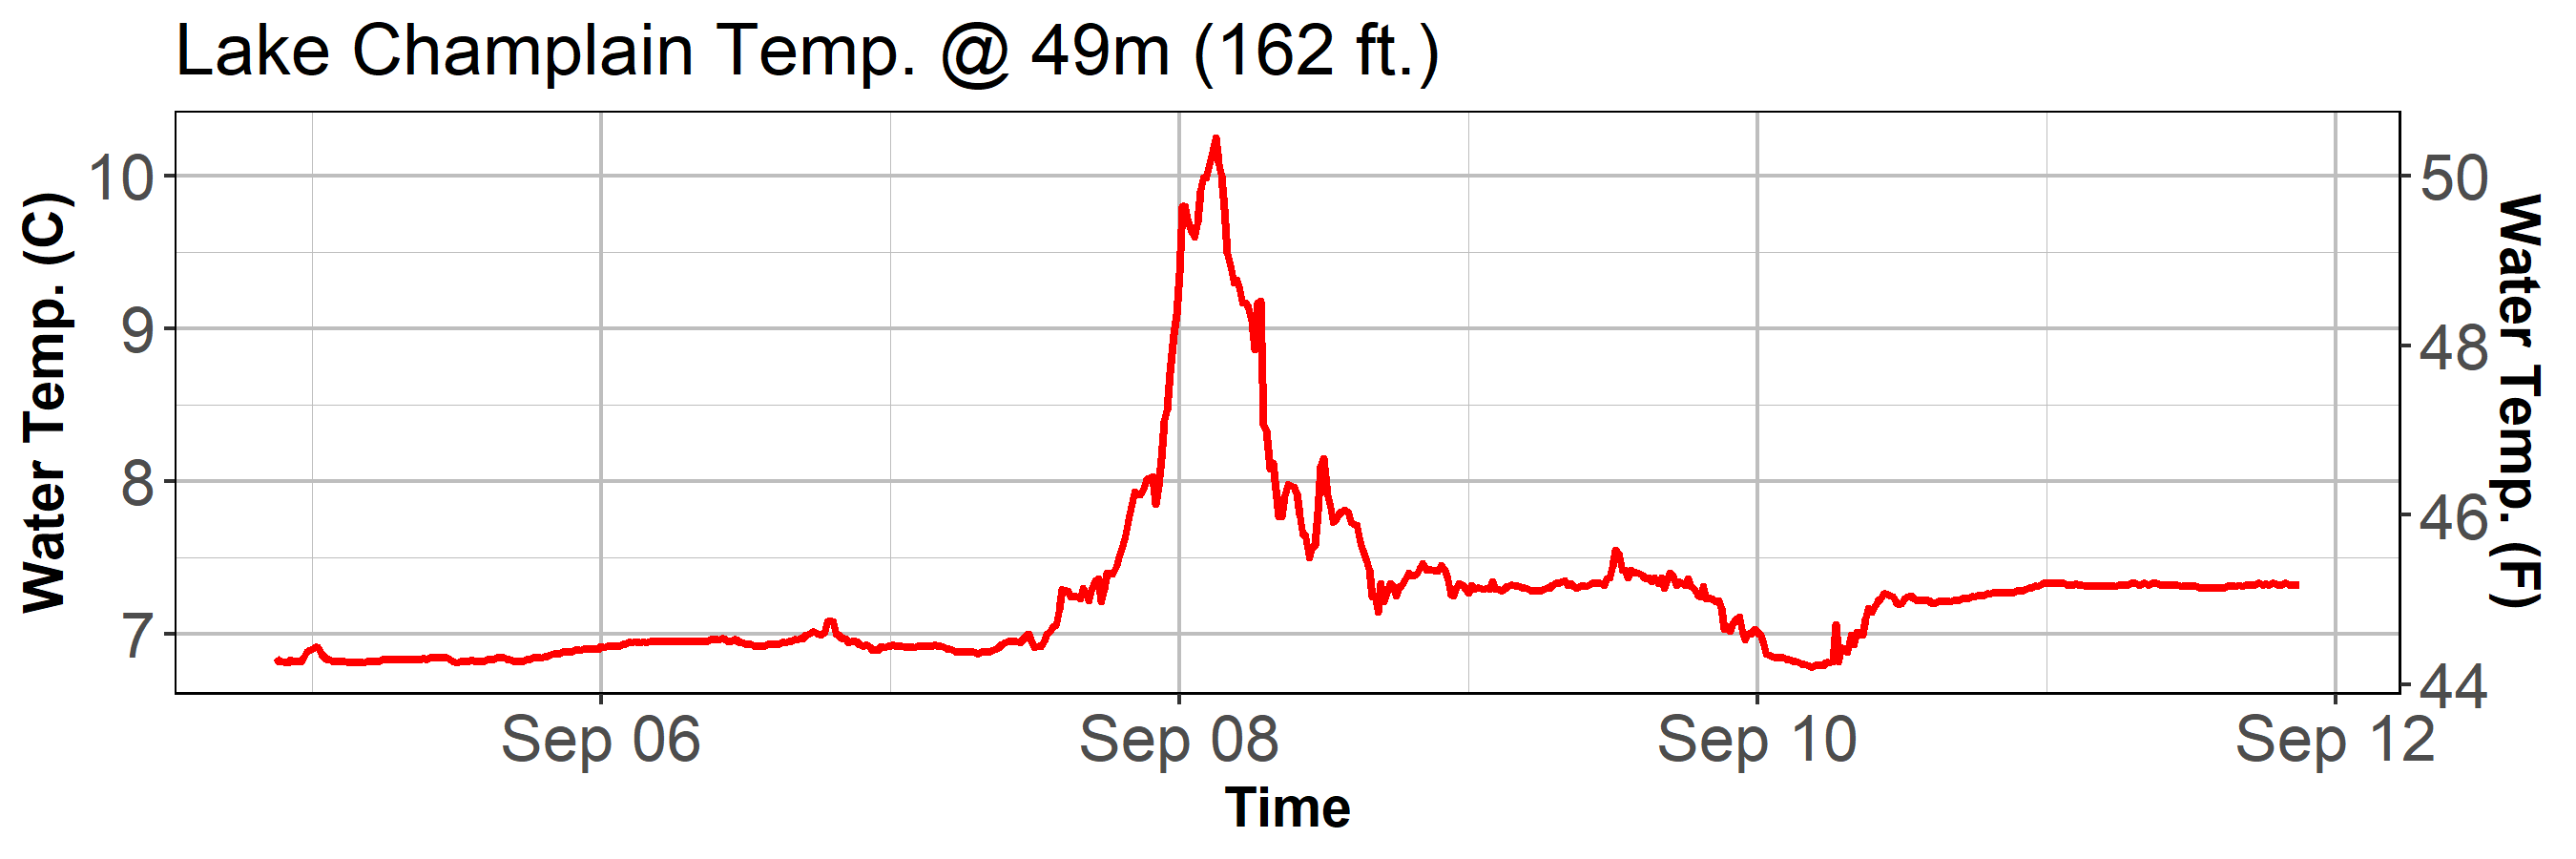 Lake Champlain Temp. @ 49m (162 ft.)
Water Temp. (C)
10
9
8
7
50
48
46
44
Water Temp. (F)
Sep 06 Sep 08 Sep 10 Sep 12
Time